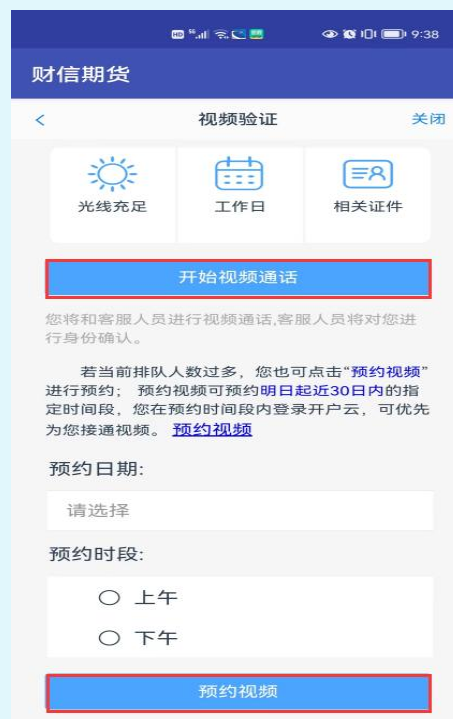 9:38
财信期货
< 视频验证 关闭
光线充足 工作日 相关证件
开始视频通话
您将和客服人员进行视频通话,客服人员将对您进
行身份确认。
若当前排队人数过多，您也可点击“预约视频”
进行预约； 预约视频可预约明日起近30日内的指
定时间段，您在预约时间段内登录开户云，可优先
为您接通视频。 预约视频
预约日期:
请选择
预约时段:
上午
下午
预约视频